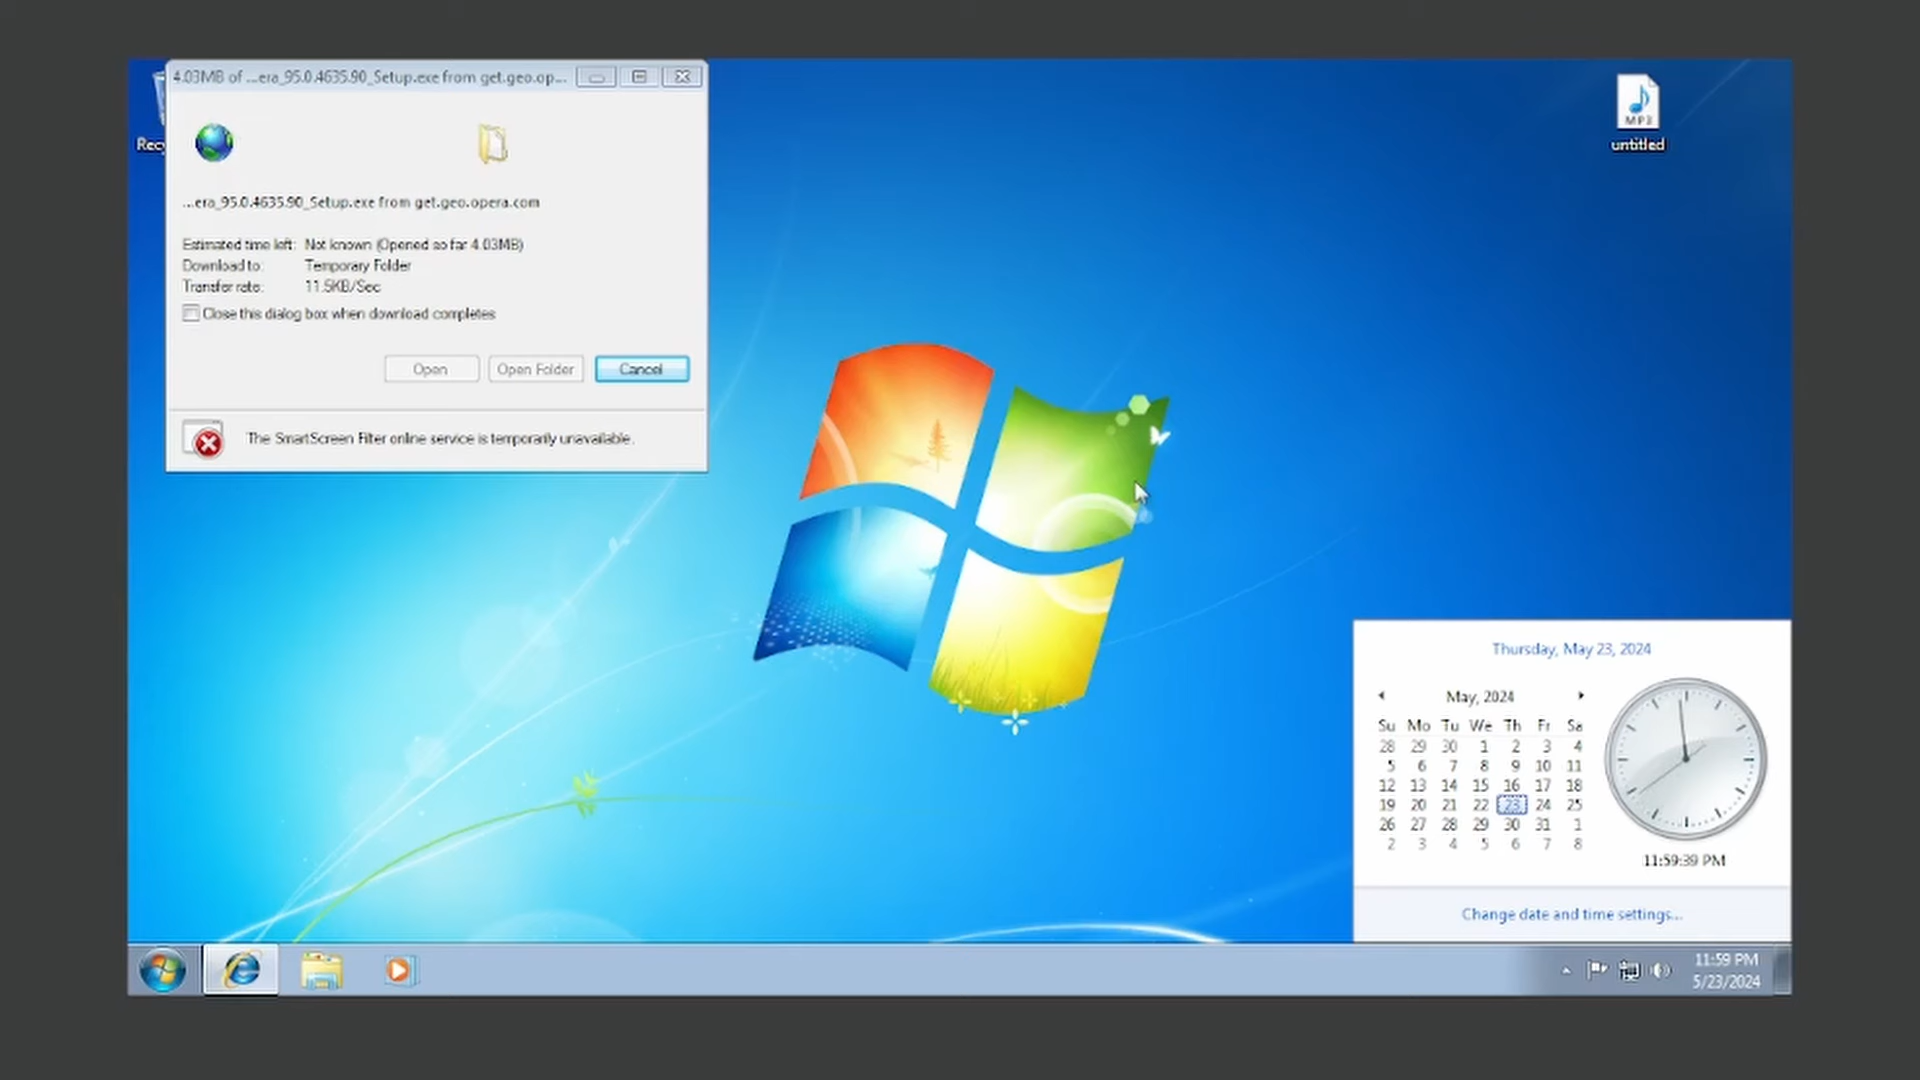 4.03MB of ...era_95.0.4635.90_Setup.exe from get.geo.op...
Recy
...era_95.0.4635.90_Setup.exe from get.geo.opera.com
Estimated time left: Not known (Opened so far 4.03MB)
Download to: Temporary Folder
Transfer rate: 11.5KB/Sec
Close this dialog box when download completes
Open Open Folder Cancel
The SmartScreen Filter online service is temporarily unavailable.
MP3
untitled
Thursday, May 23, 2024
May, 2024
Su Mo Tu We Th Fr Sa
28 29 30 1 2 3 4
5 6 7 8 9 10 11
12 13 14 15 16 17 18
19 20 21 22 23 24 25
26 27 28 29 30 31 1
2 3 4 5 6 7 8
11:59:39 PM
Change date and time settings...
11:59 PM
5/23/2024